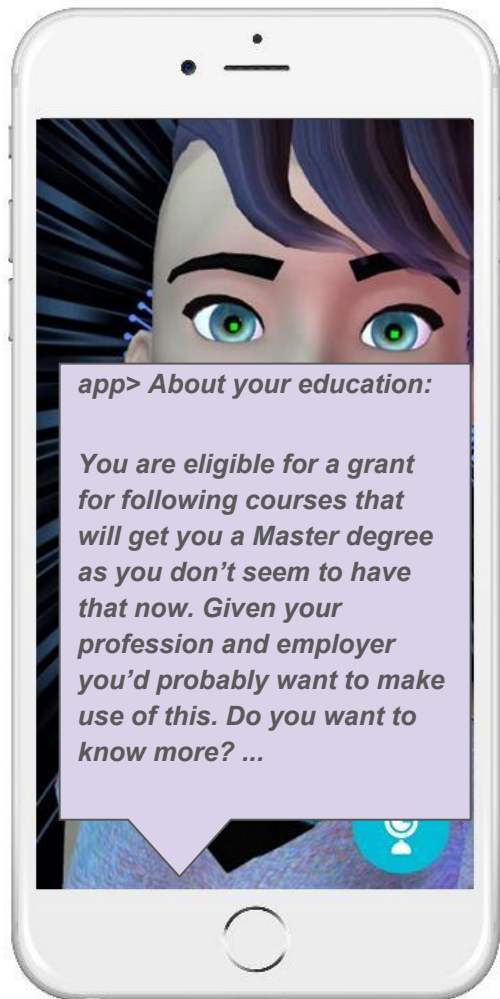 app> About your education:
You are eligible for a grant
for following courses that
will get you a Master degree
as you don’t seem to have
that now. Given your
profession and employer
you’d probably want to make
use of this. Do you want to
know more? ...